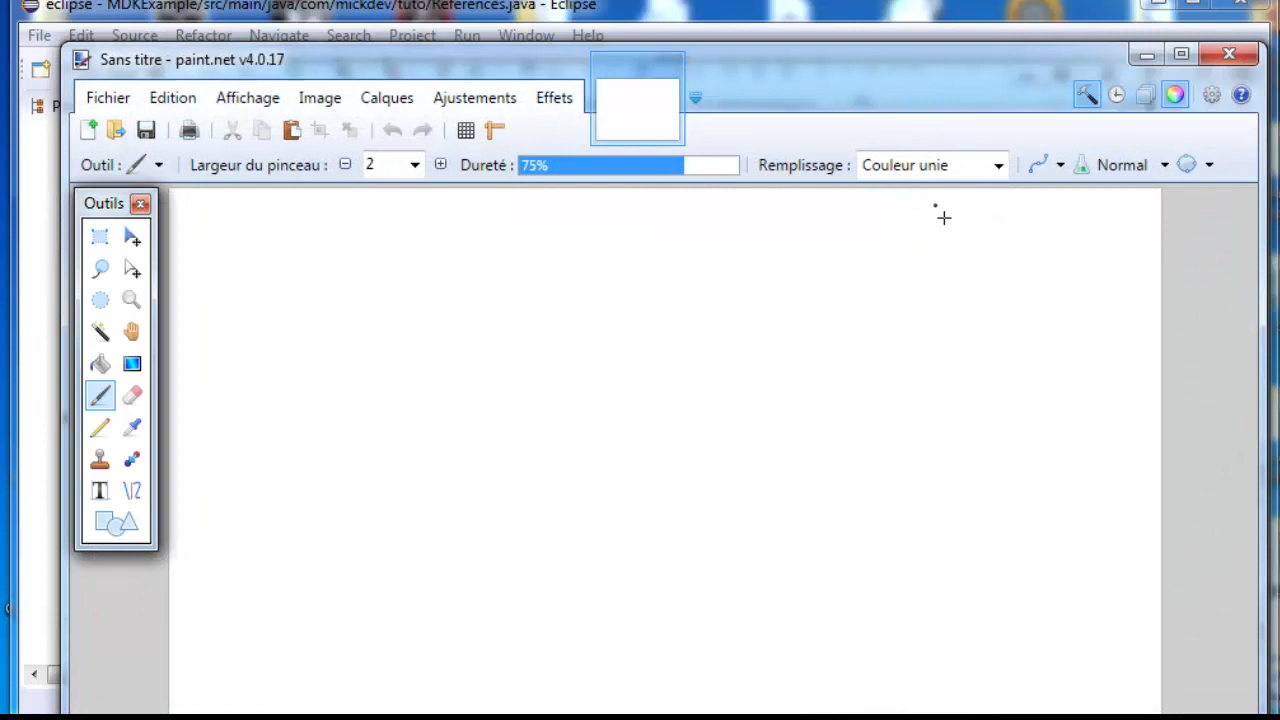 eclipse - MDKExample/src/main/java/com/mickdev/tuto/References.java - Eclipse
File Edit Source Refactor Navigate Search Project Run Window Help
Sans titre - paint.net v4.0.17
Fichier Edition Affichage Image Calques Ajustements Effets
P
Outil : Largeur du pinceau : 2 Dureté : 75% Remplissage : Couleur unie Normal
Outils